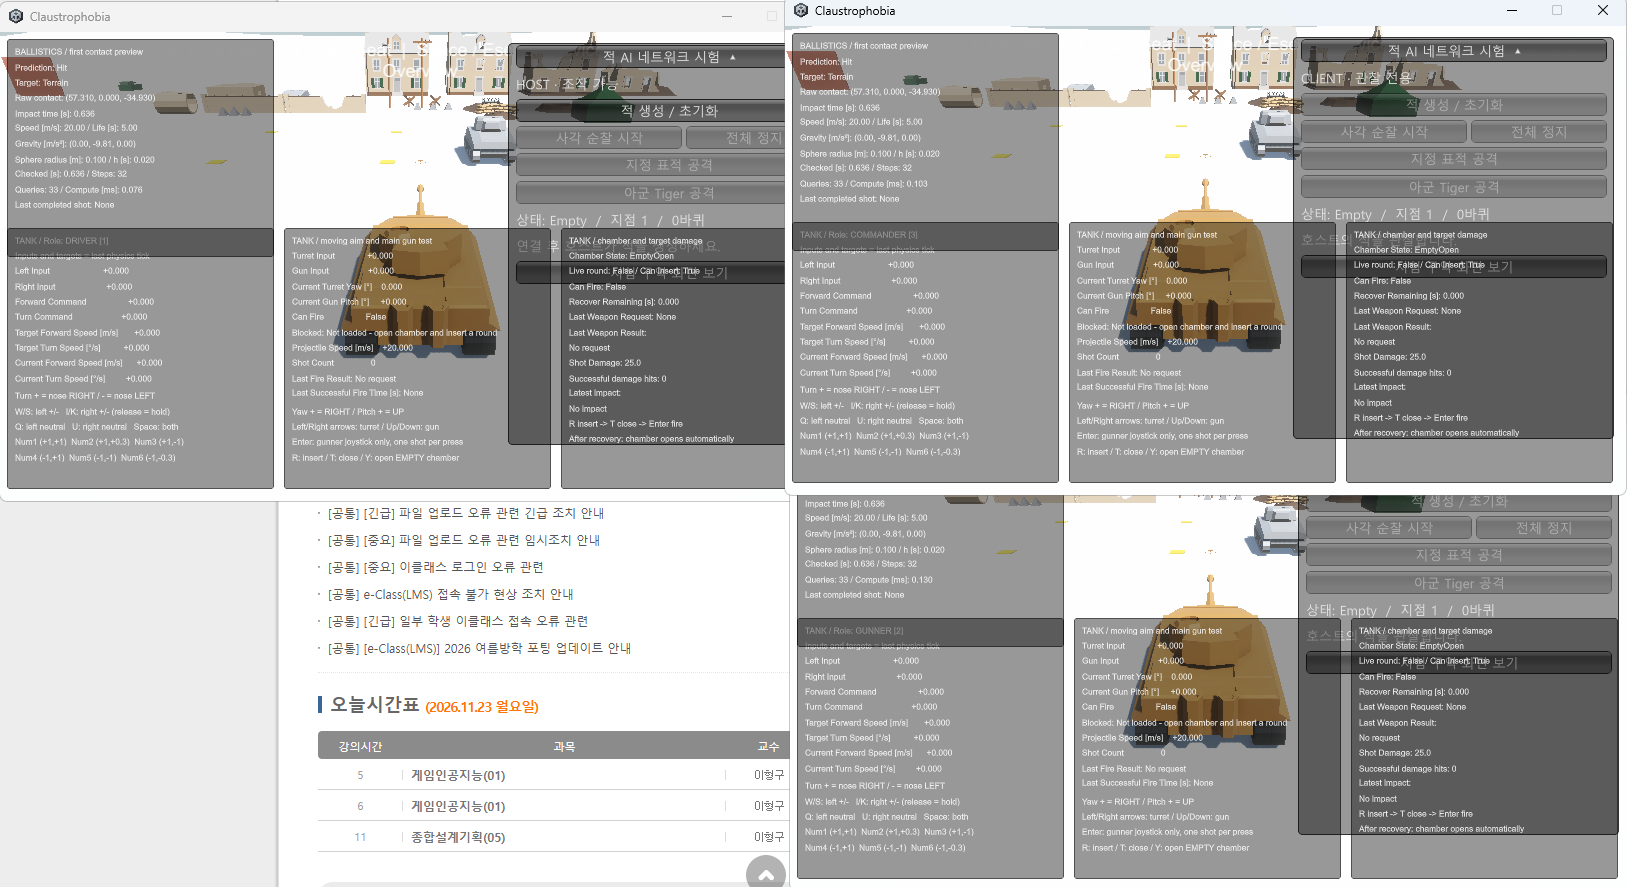 Claustrophobia
BALLISTICS / first contact preview
Prediction: Hit
Target: Terrain
Raw contact: (57.310, 0.000, -34.930)
Impact time [s]: 0.636
Speed [m/s]: 20.00 / Life [s]: 5.00
Gravity [m/s²]: (0.00, -9.81, 0.00)
Sphere radius [m]: 0.100 / h [s]: 0.020
Checked [s]: 0.636 / Steps: 32
Queries: 33 / Compute [ms]: 0.076
Last completed shot: None
Overview
적 AI 네트워크 시험 ▲
HOST · 조작 가능
적 생성 / 초기화
사각 순찰 시작
전체 정지
지정 표적 공격
아군 Tiger 공격
상태: Empty / 지점 1 / 0바퀴
연결 후
TANK / Role: DRIVER [1]
Inputs and targets = last physics tick
Left Input +0.000
Right Input +0.000
Forward Command +0.000
Turn Command +0.000
Target Forward Speed [m/s] +0.000
Target Turn Speed [°/s] +0.000
Current Forward Speed [m/s] +0.000
Current Turn Speed [°/s] +0.000
Turn + = nose RIGHT / - = nose LEFT
W/S: left +/- I/K: right +/- (release = hold)
Q: left neutral U: right neutral Space: both
Num1 (+1,+1) Num2 (+1,+0.3) Num3 (+1,-1)
Num4 (-1,+1) Num5 (-1,-1) Num6 (-1,-0.3)
TANK / moving aim and main gun test
Turret Input +0.000
Gun Input +0.000
Current Turret Yaw [°] 0.000
Current Gun Pitch [°] +0.000
Can Fire False
Blocked: Not loaded - open chamber and insert a round
Projectile Speed [m/s] +20.000
Shot Count 0
Last Fire Result: No request
Last Successful Fire Time [s]: None
Yaw + = RIGHT / Pitch + = UP
Left/Right arrows: turret / Up/Down: gun
Enter: gunner joystick only, one shot per press
R: insert / T: close / Y: open EMPTY chamber
TANK / chamber and target damage
Chamber State: EmptyOpen
Live round: False / Can Insert: True
Can Fire: False
Recover Remaining [s]: 0.000
Last Weapon Request: None
Last Weapon Result:
No request
Shot Damage: 25.0
Successful damage hits: 0
Latest impact:
No impact
R insert -> T close -> Enter fire
After recovery: chamber opens automatically
Claustrophobia
BALLISTICS / first contact preview
Prediction: Hit
Target: Terrain
Raw contact: (57.310, 0.000, -34.930)
Impact time [s]: 0.636
Speed [m/s]: 20.00 / Life [s]: 5.00
Gravity [m/s²]: (0.00, -9.81, 0.00)
Sphere radius [m]: 0.100 / h [s]: 0.020
Checked [s]: 0.636 / Steps: 32
Queries: 33 / Compute [ms]: 0.103
Last completed shot: None
Overview
적 AI 네트워크 시험 ▲
CLIENT · 관찰 전용
적 생성 / 초기화
사각 순찰 시작
전체 정지
지정 표적 공격
아군 Tiger 공격
상태: Empty / 지점 1 / 0바퀴
TANK / Role: COMMANDER [3]
Inputs and targets = last physics tick
Left Input +0.000
Right Input +0.000
Forward Command +0.000
Turn Command +0.000
Target Forward Speed [m/s] +0.000
Target Turn Speed [°/s] +0.000
Current Forward Speed [m/s] +0.000
Current Turn Speed [°/s] +0.000
Turn + = nose RIGHT / - = nose LEFT
W/S: left +/- I/K: right +/- (release = hold)
Q: left neutral U: right neutral Space: both
Num1 (+1,+1) Num2 (+1,+0.3) Num3 (+1,-1)
Num4 (-1,+1) Num5 (-1,-1) Num6 (-1,-0.3)
TANK / moving aim and main gun test
Turret Input +0.000
Gun Input +0.000
Current Turret Yaw [°] 0.000
Current Gun Pitch [°] +0.000
Can Fire False
Blocked: Not loaded - open chamber and insert a round
Projectile Speed [m/s] +20.000
Shot Count 0
Last Fire Result: No request
Last Successful Fire Time [s]: None
Yaw + = RIGHT / Pitch + = UP
Left/Right arrows: turret / Up/Down: gun
Enter: gunner joystick only, one shot per press
R: insert / T: close / Y: open EMPTY chamber
TANK / chamber and target damage
Chamber State: EmptyOpen
Live round: False / Can Insert: True
Can Fire: False
Recover Remaining [s]: 0.000
Last Weapon Request: None
Last Weapon Result:
No request
Shot Damage: 25.0
Successful damage hits: 0
Latest impact:
No impact
R insert -> T close -> Enter fire
After recovery: chamber opens automatically
· [공통] [긴급] 파일 업로드 오류 관련 긴급 조치 안내
· [공통] [중요] 파일 업로드 오류 관련 임시조치 안내
· [공통] [중요] 이클래스 로그인 오류 관련
· [공통] e-Class(LMS) 접속 불가 현상 조치 안내
· [공통] [긴급] 일부 학생 이클래스 접속 오류 관련
· [공통] [e-Class(LMS)] 2026 여름방학 포팅 업데이트 안내
오늘시간표 (2026.11.23 월요일)
강의시간 과목 교수
5 게임인공지능(01) 이형구
6 게임인공지능(01) 이형구
11 종합설계기획(05) 이형구
Impact time [s]: 0.636
Speed [m/s]: 20.00 / Life [s]: 5.00
Gravity [m/s²]: (0.00, -9.81, 0.00)
Sphere radius [m]: 0.100 / h [s]: 0.020
Checked [s]: 0.636 / Steps: 32
Queries: 33 / Compute [ms]: 0.130
Last completed shot: None
적 생성 / 초기화
사각 순찰 시작
전체 정지
지정 표적 공격
아군 Tiger 공격
상태: Empty / 지점 1 / 0바퀴
TANK / Role: GUNNER [2]
Inputs and targets = last physics tick
Left Input +0.000
Right Input +0.000
Forward Command +0.000
Turn Command +0.000
Target Forward Speed [m/s] +0.000
Target Turn Speed [°/s] +0.000
Current Forward Speed [m/s] +0.000
Current Turn Speed [°/s] +0.000
Turn + = nose RIGHT / - = nose LEFT
W/S: left +/- I/K: right +/- (release = hold)
Q: left neutral U: right neutral Space: both
Num1 (+1,+1) Num2 (+1,+0.3) Num3 (+1,-1)
Num4 (-1,+1) Num5 (-1,-1) Num6 (-1,-0.3)
TANK / moving aim and main gun test
Turret Input +0.000
Gun Input +0.000
Current Turret Yaw [°] 0.000
Current Gun Pitch [°] +0.000
Can Fire False
Blocked: Not loaded - open chamber and insert a round
Projectile Speed [m/s] +20.000
Shot Count 0
Last Fire Result: No request
Last Successful Fire Time [s]: None
Yaw + = RIGHT / Pitch + = UP
Left/Right arrows: turret / Up/Down: gun
Enter: gunner joystick only, one shot per press
R: insert / T: close / Y: open EMPTY chamber
TANK / chamber and target damage
Chamber State: EmptyOpen
Live round: False / Can Insert: True
Can Fire: False
Recover Remaining [s]: 0.000
Last Weapon Request: None
Last Weapon Result:
No request
Shot Damage: 25.0
Successful damage hits: 0
Latest impact:
No impact
R insert -> T close -> Enter fire
After recovery: chamber opens automatically